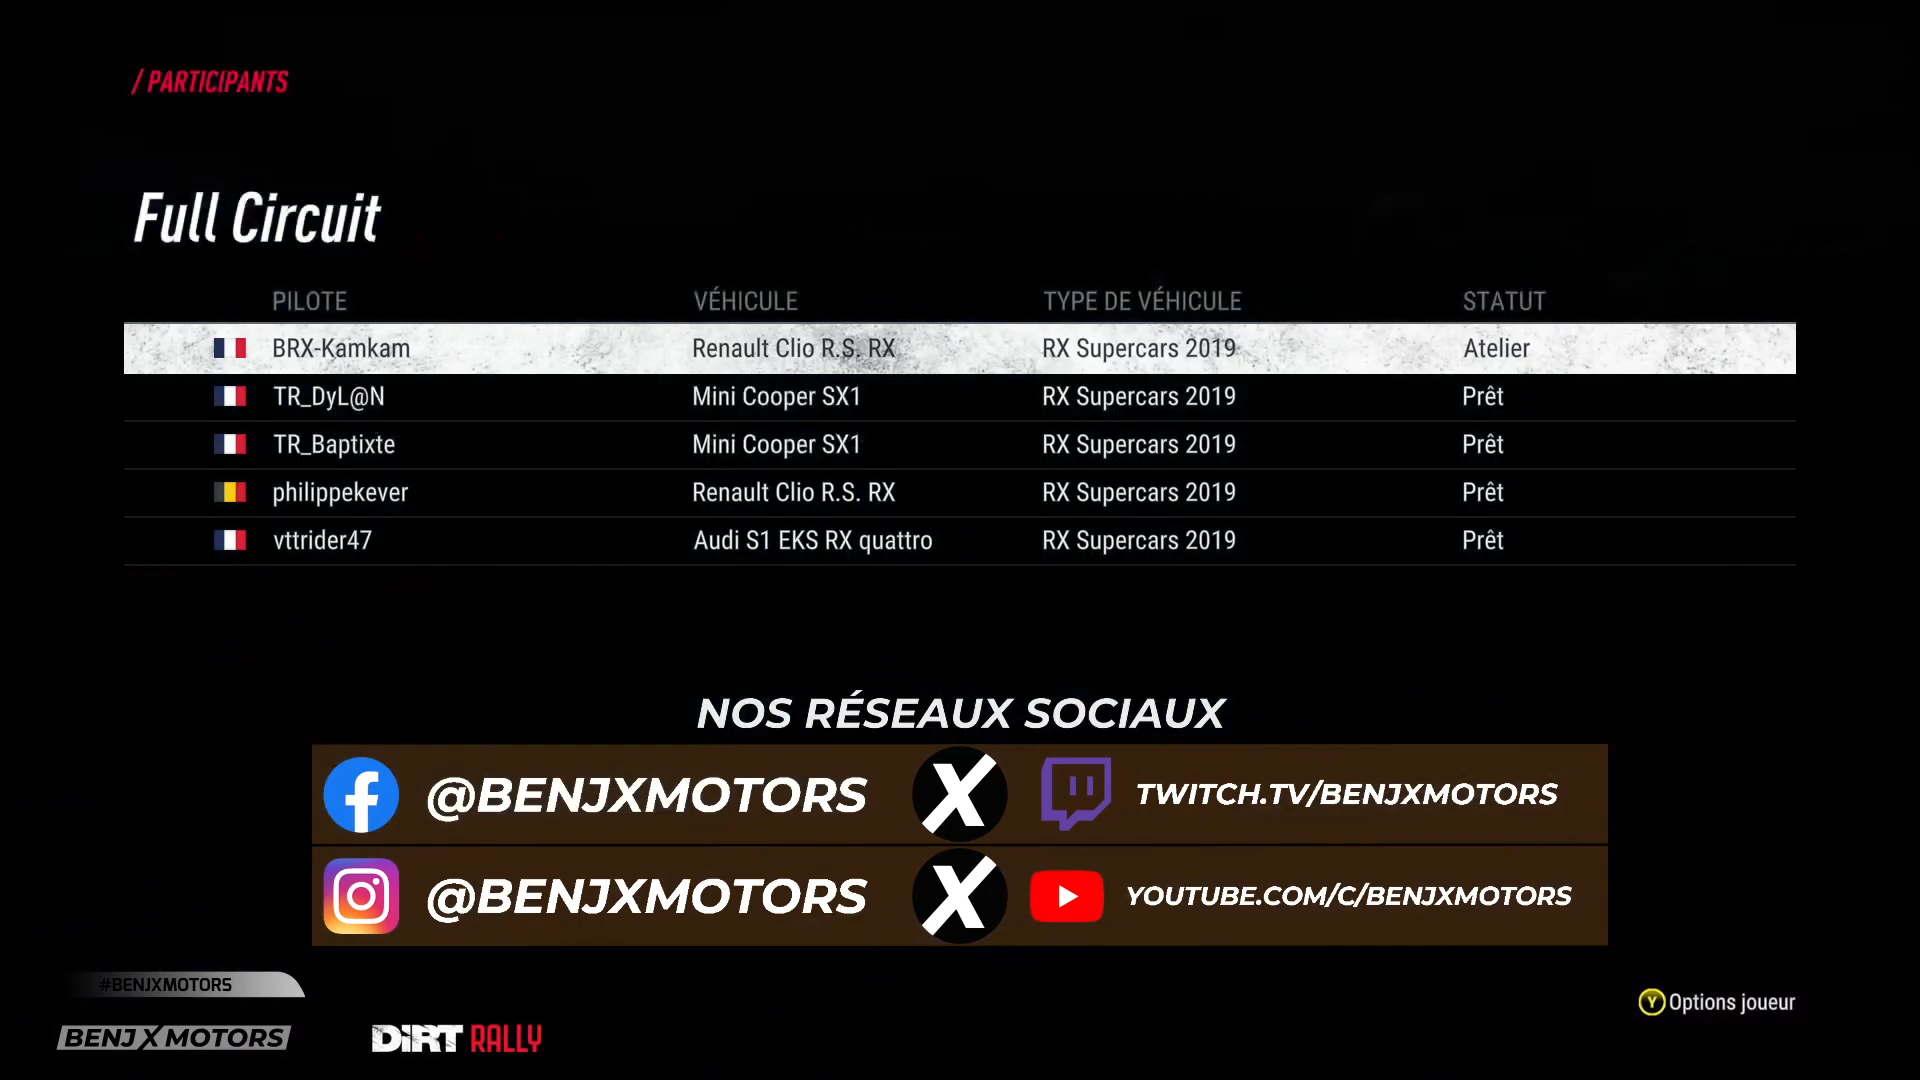 / PARTICIPANTS
Full Circuit
PILOTE VÉHICULE TYPE DE VÉHICULE STATUT
BRX-Kamkam Renault Clio R.S. RX RX Supercars 2019 Atelier
TR_DyL@N Mini Cooper SX1 RX Supercars 2019 Prêt
TR_Baptixte Mini Cooper SX1 RX Supercars 2019 Prêt
philippekever Renault Clio R.S. RX RX Supercars 2019 Prêt
vttrider47 Audi S1 EKS RX quattro RX Supercars 2019 Prêt
NOS RÉSEAUX SOCIAUX
@BENJXMOTORS X TWITCH.TV/BENJXMOTORS
@BENJXMOTORS X YOUTUBE.COM/C/BENJXMOTORS
#BENJXMOTORS
Y Options joueur
BENJ X MOTORS DiRT RALLY